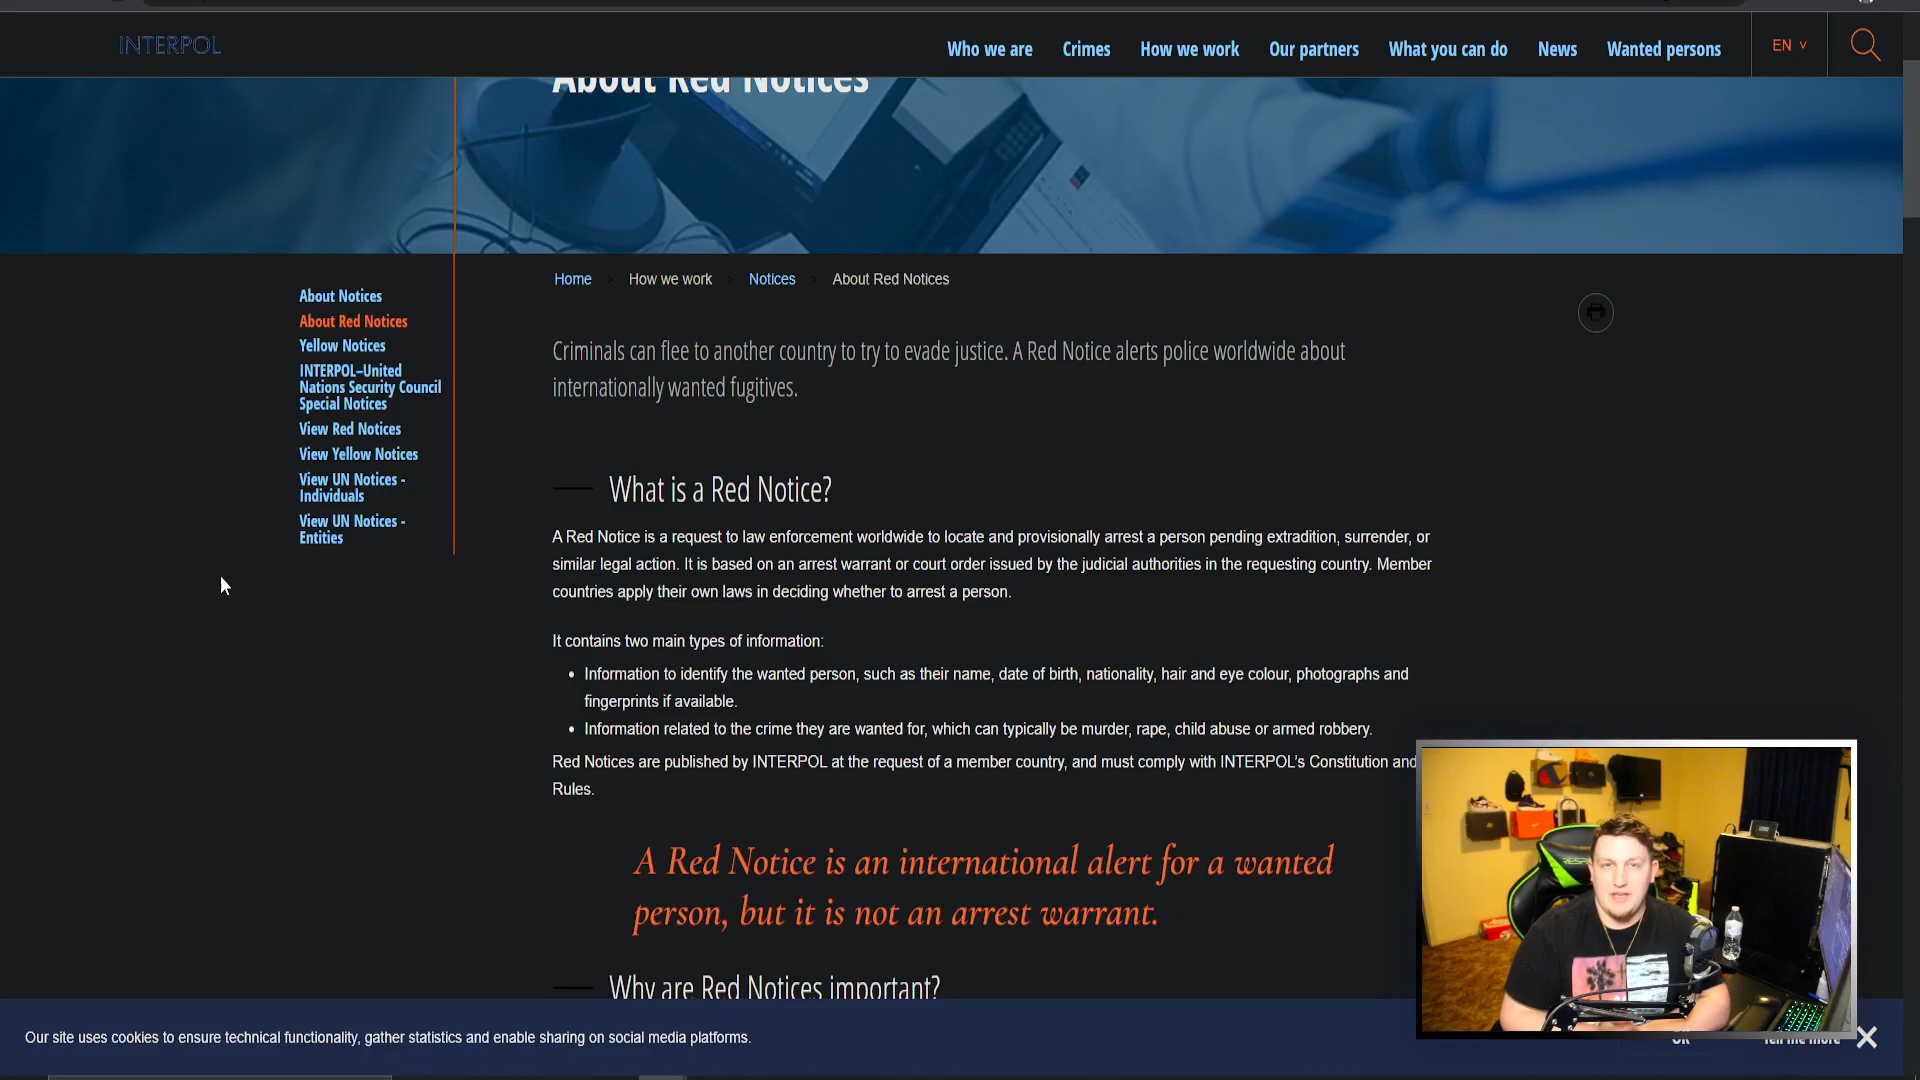 INTERPOL
Who we are
Crimes
How we work
Our partners
What you can do
News
Wanted persons
EN
About Red Notices
Home > How we work > Notices > About Red Notices
About Notices
About Red Notices
Yellow Notices
INTERPOL–United
Nations Security Council
Special Notices
View Red Notices
View Yellow Notices
View UN Notices -
Individuals
View UN Notices -
Entities
Criminals can flee to another country to try to evade justice. A Red Notice alerts police worldwide about
internationally wanted fugitives.
What is a Red Notice?
A Red Notice is a request to law enforcement worldwide to locate and provisionally arrest a person pending extradition, surrender, or
similar legal action. It is based on an arrest warrant or court order issued by the judicial authorities in the requesting country. Member
countries apply their own laws in deciding whether to arrest a person.
It contains two main types of information:
• Information to identify the wanted person, such as their name, date of birth, nationality, hair and eye colour, photographs and
fingerprints if available.
• Information related to the crime they are wanted for, which can typically be murder, rape, child abuse or armed robbery.
Red Notices are published by INTERPOL at the request of a member country, and must comply with INTERPOL's Constitution and
Rules.
A Red Notice is an international alert for a wanted
person, but it is not an arrest warrant.
Why are Red Notices important?
Our site uses cookies to ensure technical functionality, gather statistics and enable sharing on social media platforms.
OK
Tell me more